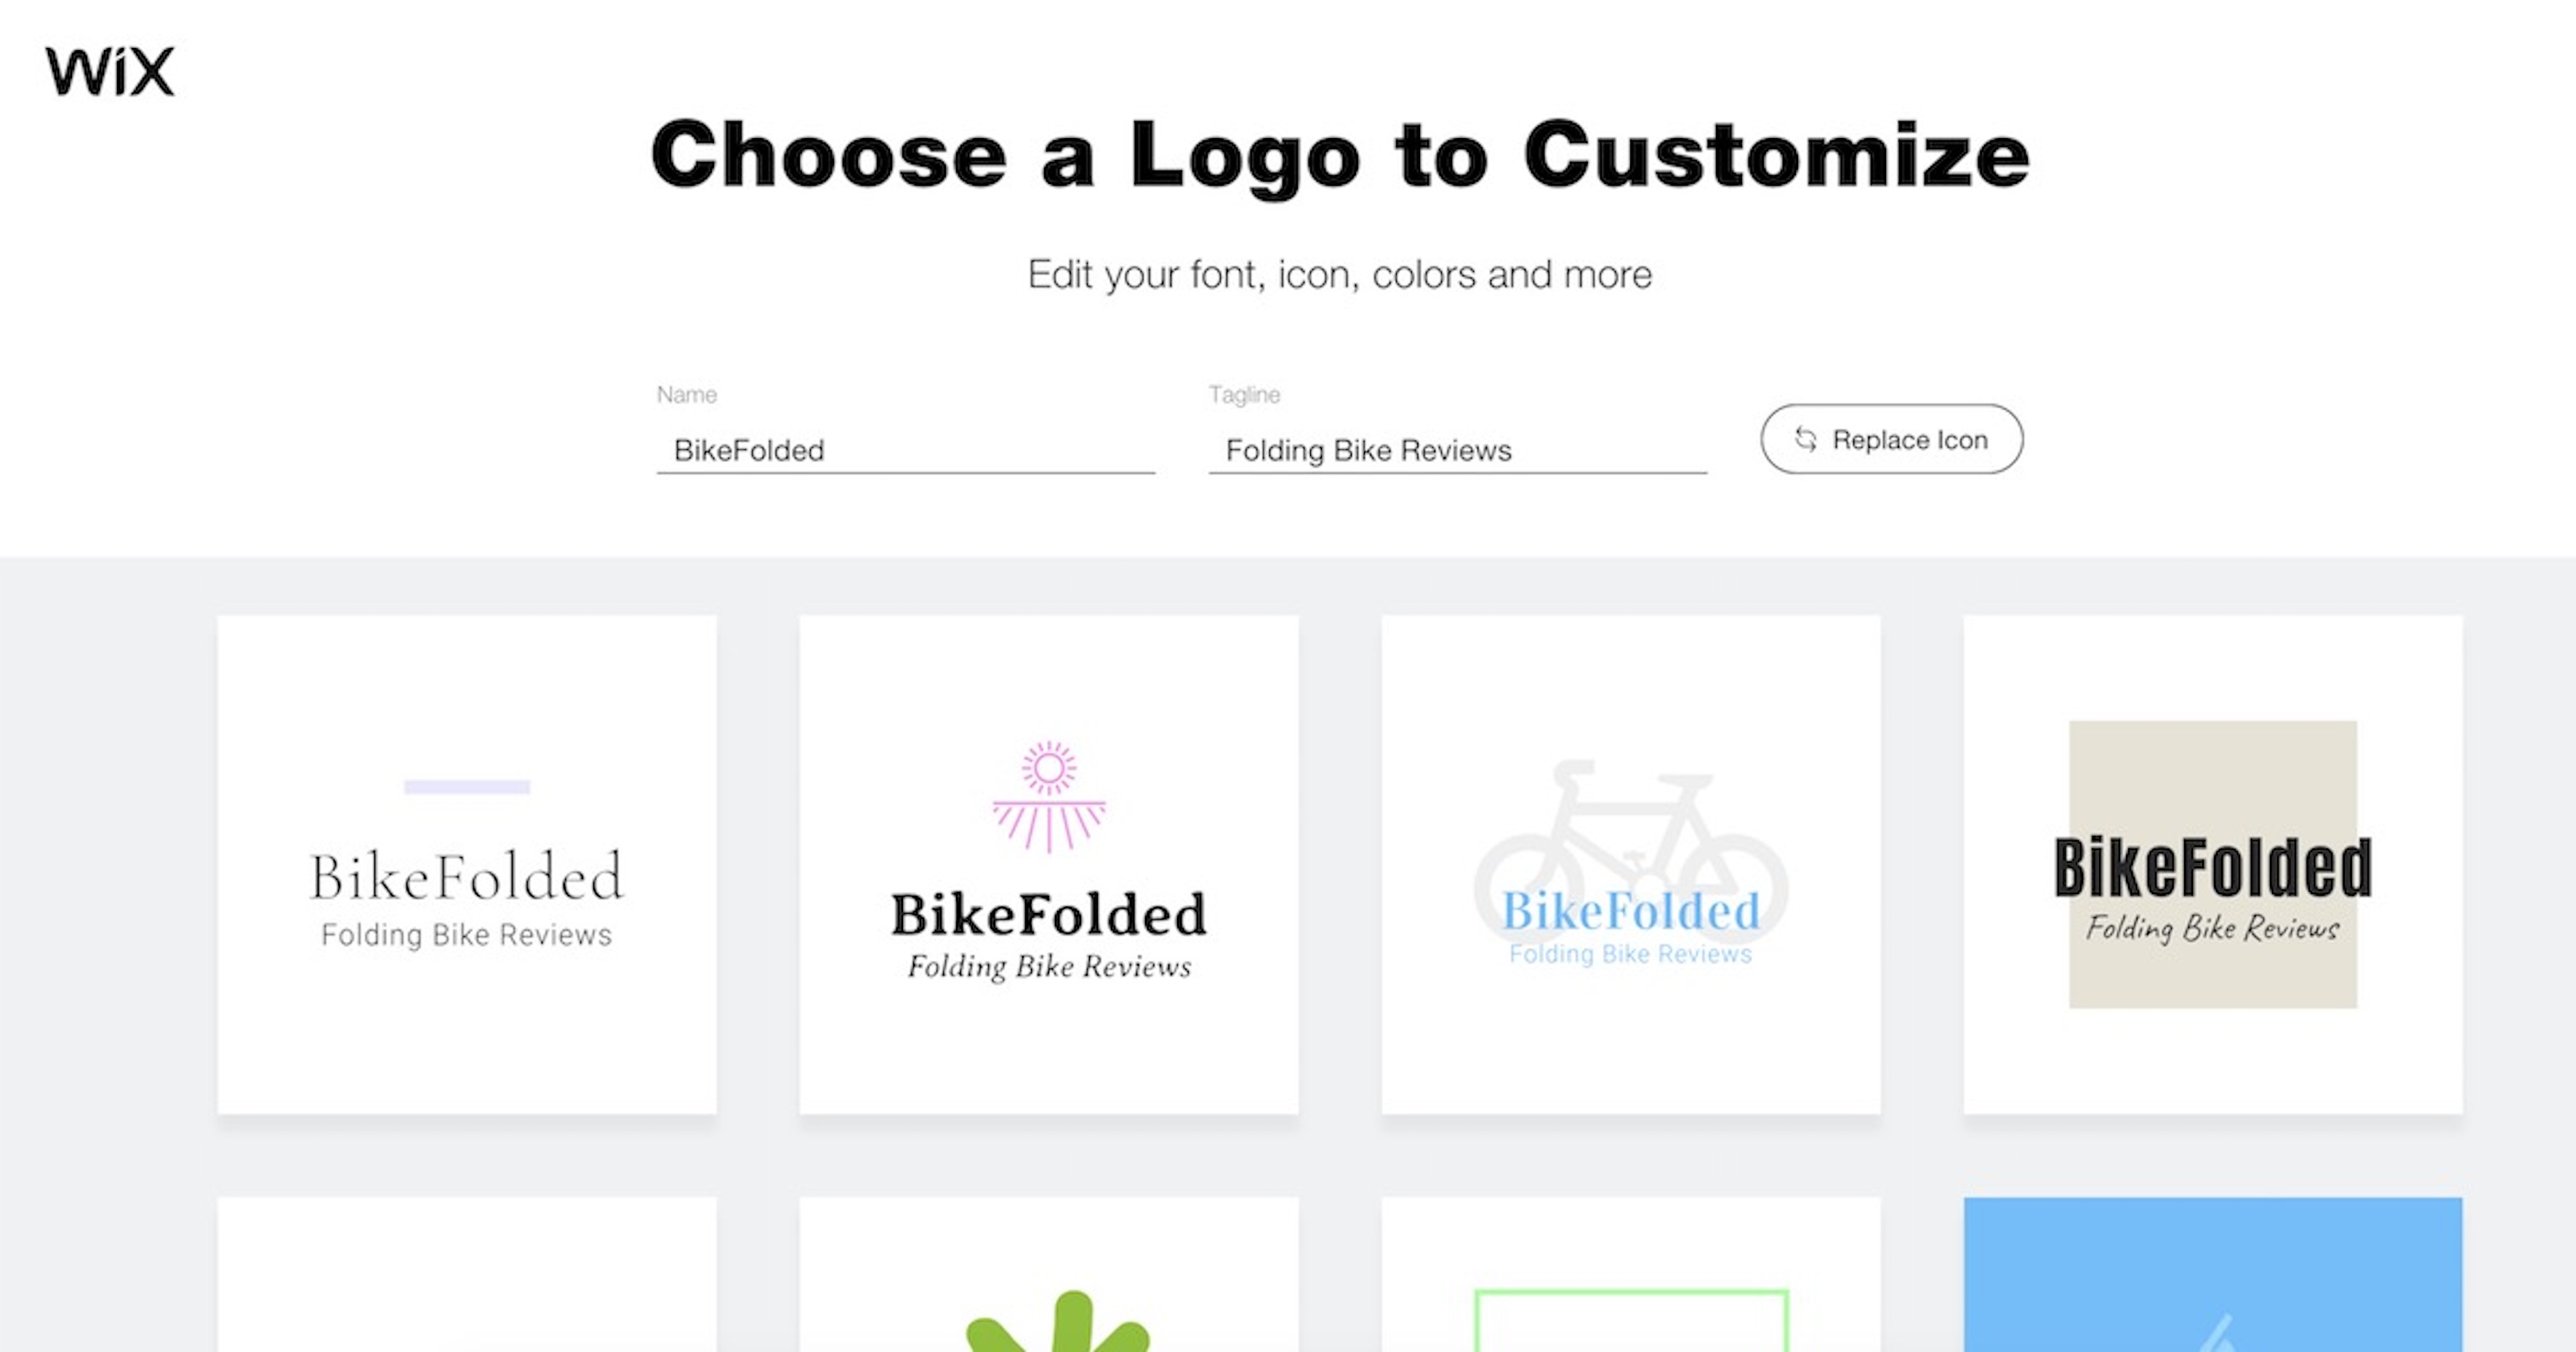 WiX
Choose a Logo to Customize
Edit your font, icon, colors and more
Name
BikeFolded
Tagline
Folding Bike Reviews
Replace Icon
BikeFolded
Folding Bike Reviews
BikeFolded
Folding Bike Reviews
BikeFolded
Folding Bike Reviews
BikeFolded
Folding Bike Reviews